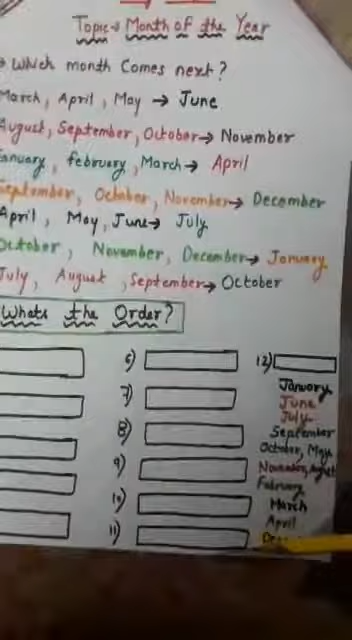 Topic→ Month of the Year
Which month Comes next?
March, April, May → June
August, September, October→ November
January, february, March→ April
September, October, November→ December
April, May, June→ July
October, November, December→ January
July, August, September→ October
Whats the Order?
6)
7)
8)
9)
10)
11)
12)
January
June
July
September
October, May
November, August
February
March
April